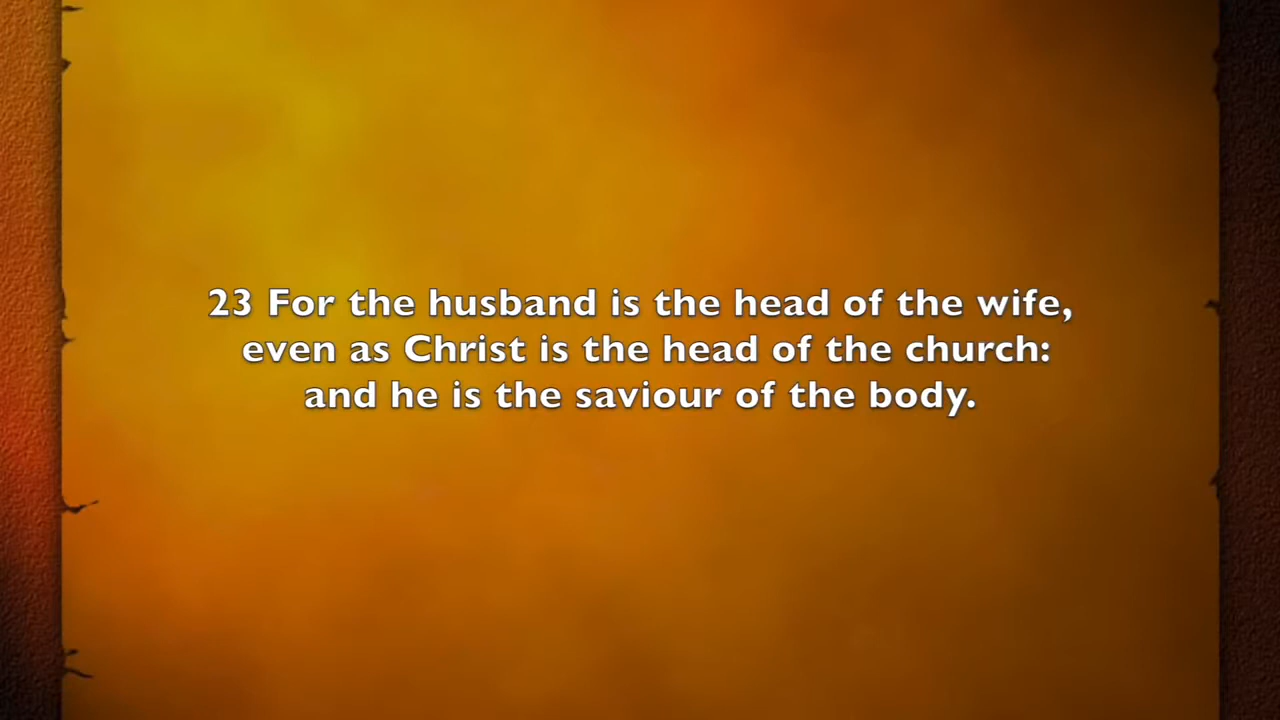 23 For the husband is the head of the wife,
even as Christ is the head of the church:
and he is the saviour of the body.